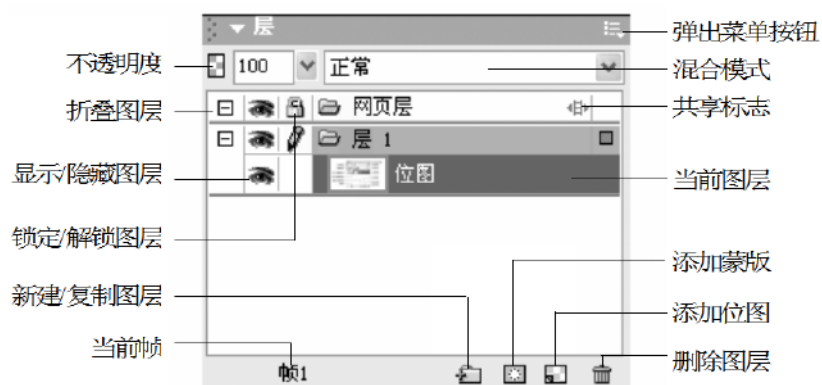 层
弹出菜单按钮
不透明度
100
正常
混合模式
折叠图层
网页层
共享标志
层 1
显示/隐藏图层
位图
当前图层
锁定/解锁图层
添加蒙版
新建/复制图层
添加位图
当前帧
帧1
删除图层